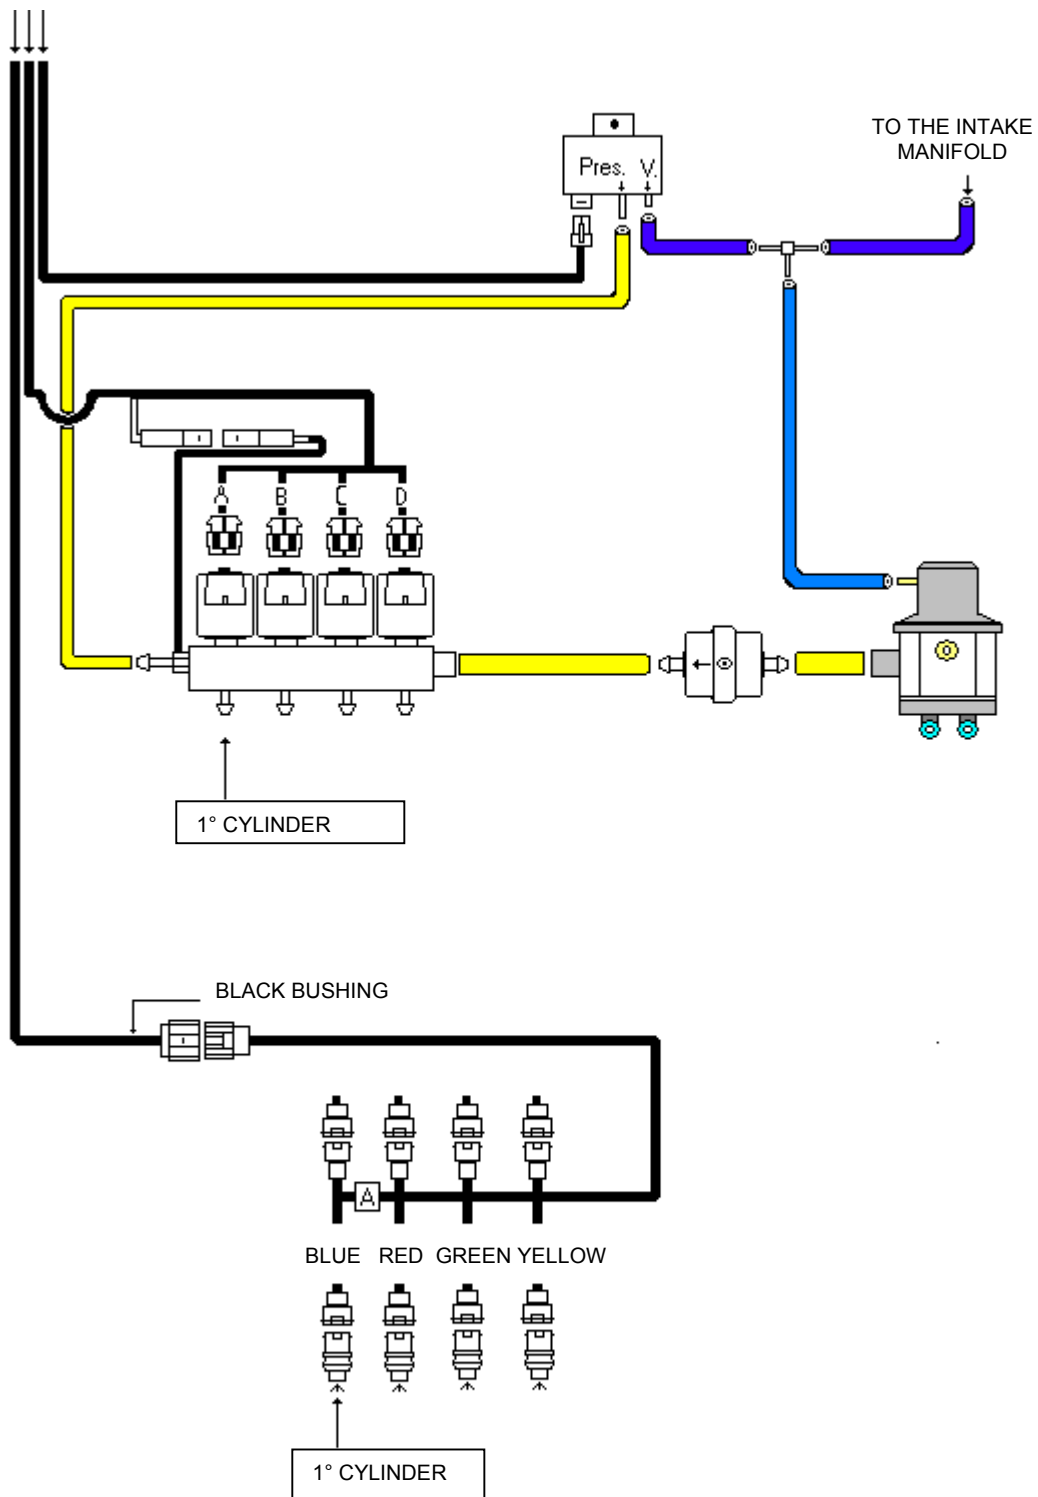 TO THE INTAKE
MANIFOLD
Pres. V.
A B C D
1° CYLINDER
BLACK BUSHING
A
BLUE RED GREEN YELLOW
1° CYLINDER